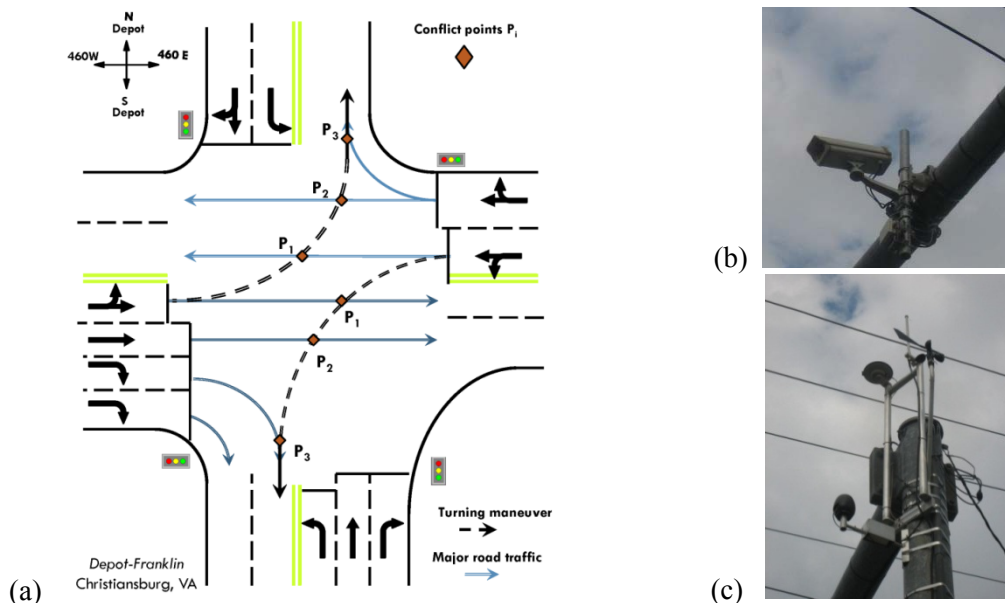 N
Depot
460W
460 E
S
Depot
Conflict points Pᵢ
P₃
P₂
P₁
P₁
P₂
P₃
Turning maneuver
Major road traffic
Depot-Franklin
Christiansburg, VA
(a)
(b)
(c)